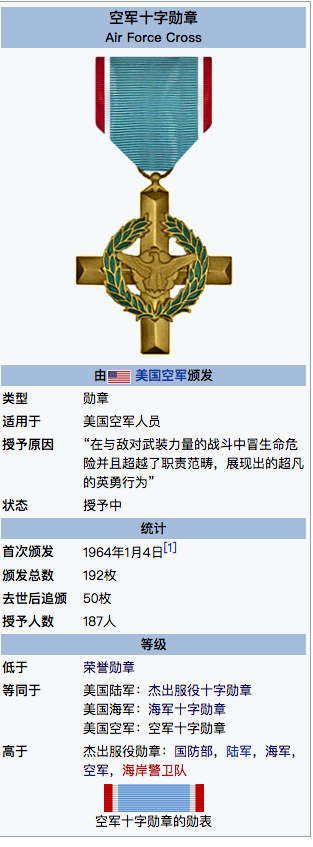 空军十字勋章
Air Force Cross
由 美国空军颁发
类型 勋章
适用于 美国空军人员
授予原因 “在与敌对武装力量的战斗中冒生命危
险并且超越了职责范畴，展现出的超凡
的英勇行为”
状态 授予中
统计
首次颁发 1964年1月4日[1]
颁发总数 192枚
去世后追颁 50枚
授予人数 187人
等级
低于 荣誉勋章
等同于 美国陆军：杰出服役十字勋章
美国海军：海军十字勋章
美国空军：空军十字勋章
高于 杰出服役勋章：国防部，陆军，海军，
空军，海岸警卫队
空军十字勋章的勋表